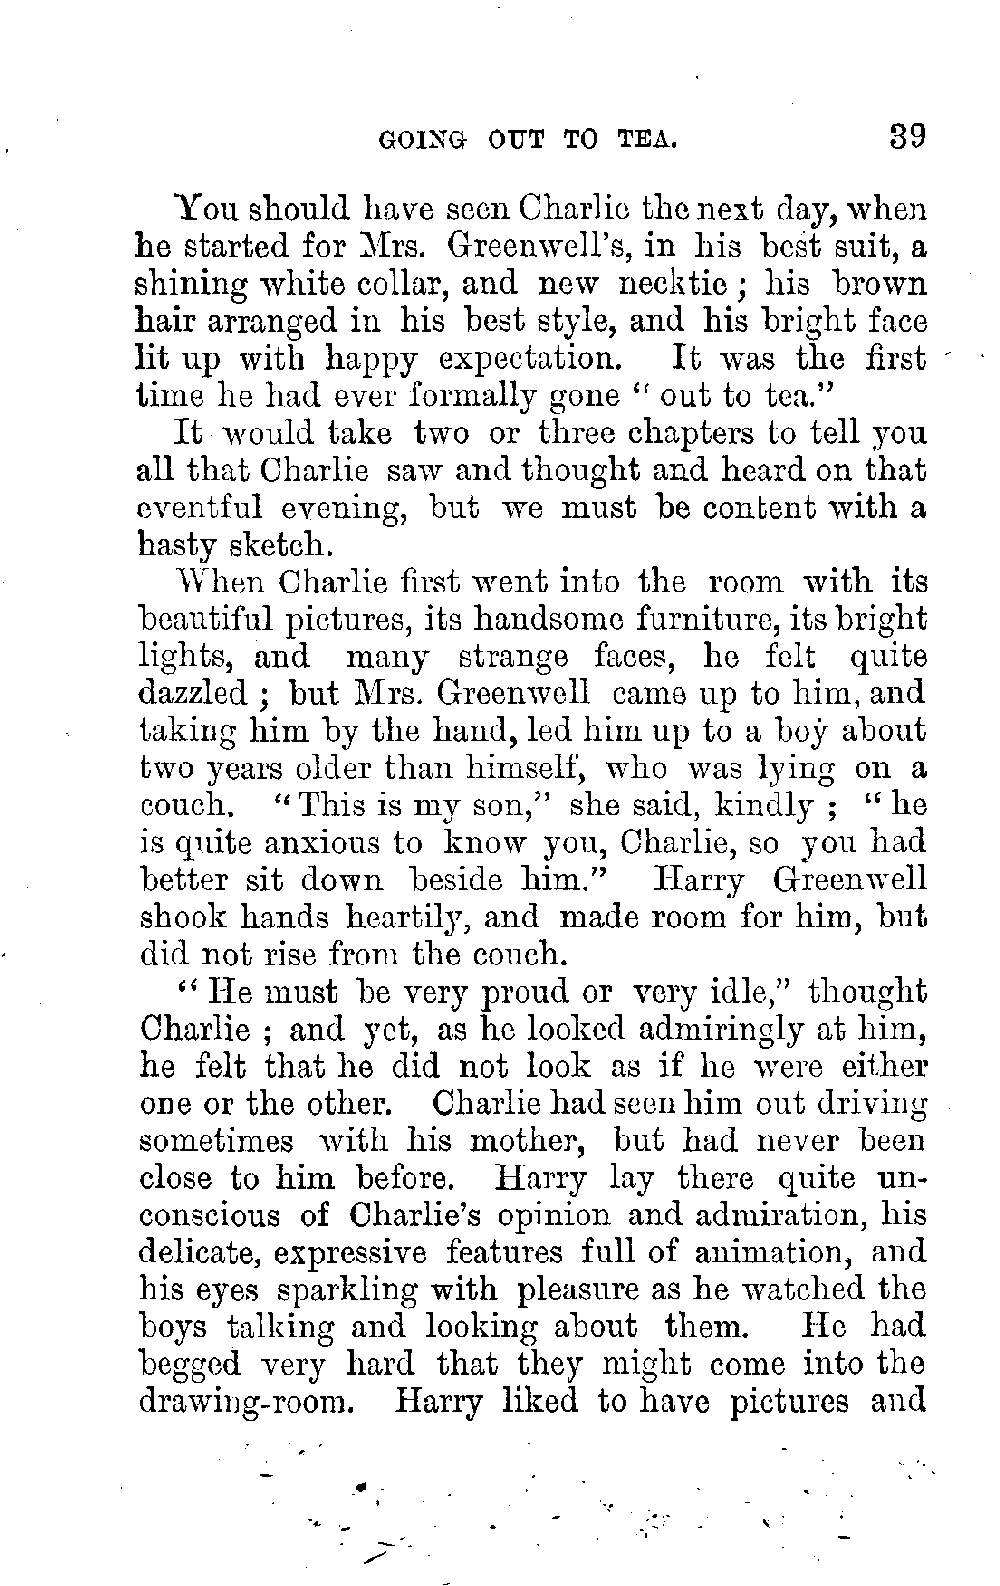 GOING OUT TO TEA. 39
You should have seen Charlie the next day, when
he started for Mrs. Greenwell's, in his best suit, a
shining white collar, and new necktie ; his brown
hair arranged in his best style, and his bright face
lit up with happy expectation. It was the first
time he had ever formally gone " out to tea."
It would take two or three chapters to tell you
all that Charlie saw and thought and heard on that
eventful evening, but we must be content with a
hasty sketch.
When Charlie first went into the room with its
beautiful pictures, its handsome furniture, its bright
lights, and many strange faces, he felt quite
dazzled ; but Mrs. Greenwell came up to him, and
taking him by the hand, led him up to a boy about
two years older than himself, who was lying on a
couch. "This is my son," she said, kindly ; "he
is quite anxious to know you, Charlie, so you had
better sit down beside him." Harry Greenwell
shook hands heartily, and made room for him, but
did not rise from the couch.
" He must be very proud or very idle," thought
Charlie ; and yet, as he looked admiringly at him,
he felt that he did not look as if he were either
one or the other. Charlie had seen him out driving
sometimes with his mother, but had never been
close to him before. Harry lay there quite un-
conscious of Charlie's opinion and admiration, his
delicate, expressive features full of animation, and
his eyes sparkling with pleasure as he watched the
boys talking and looking about them. He had
begged very hard that they might come into the
drawing-room. Harry liked to have pictures and